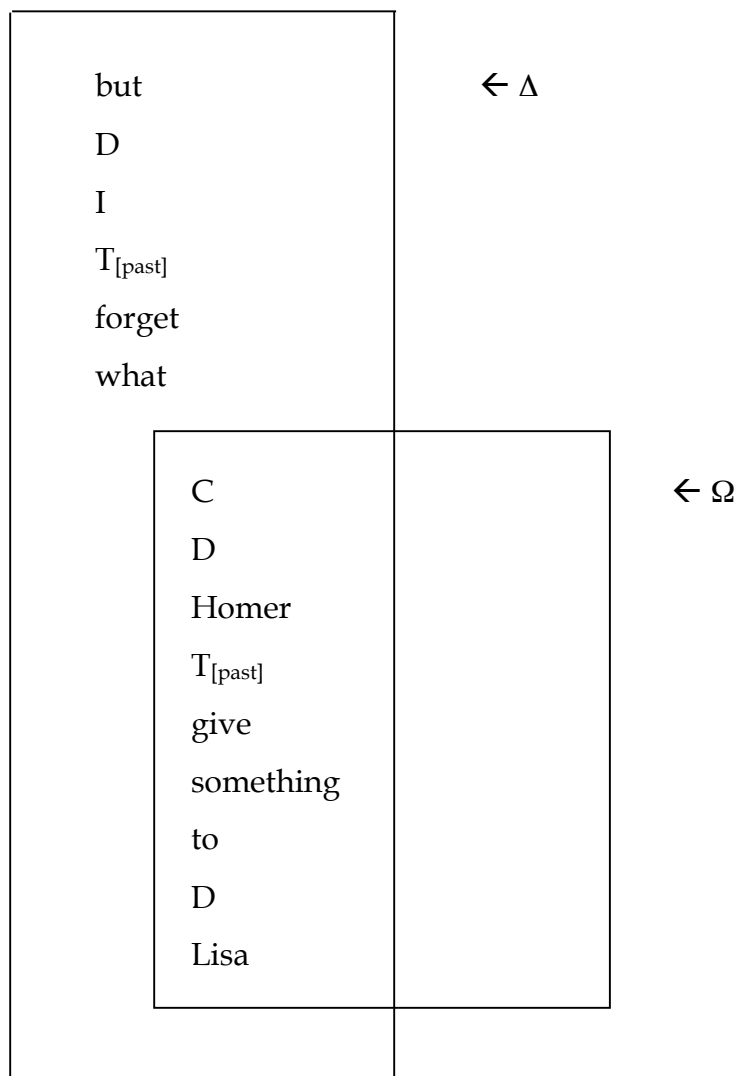 but ← Δ
D
I
T[past]
forget
what
C ← Ω
D
Homer
T[past]
give
something
to
D
Lisa